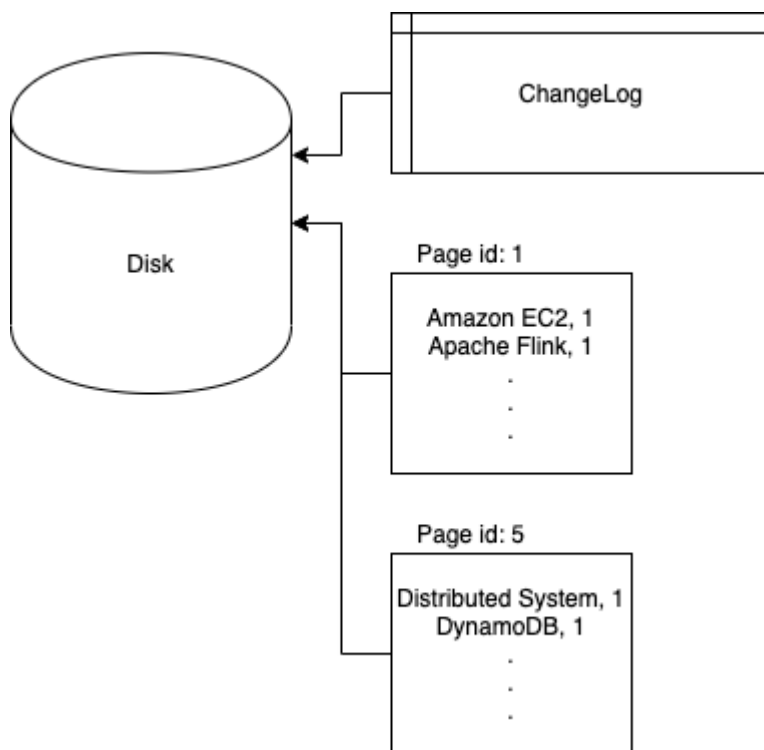 ChangeLog
Disk
Page id: 1
Amazon EC2, 1
Apache Flink, 1
.
.
.
Page id: 5
Distributed System, 1
DynamoDB, 1
.
.
.